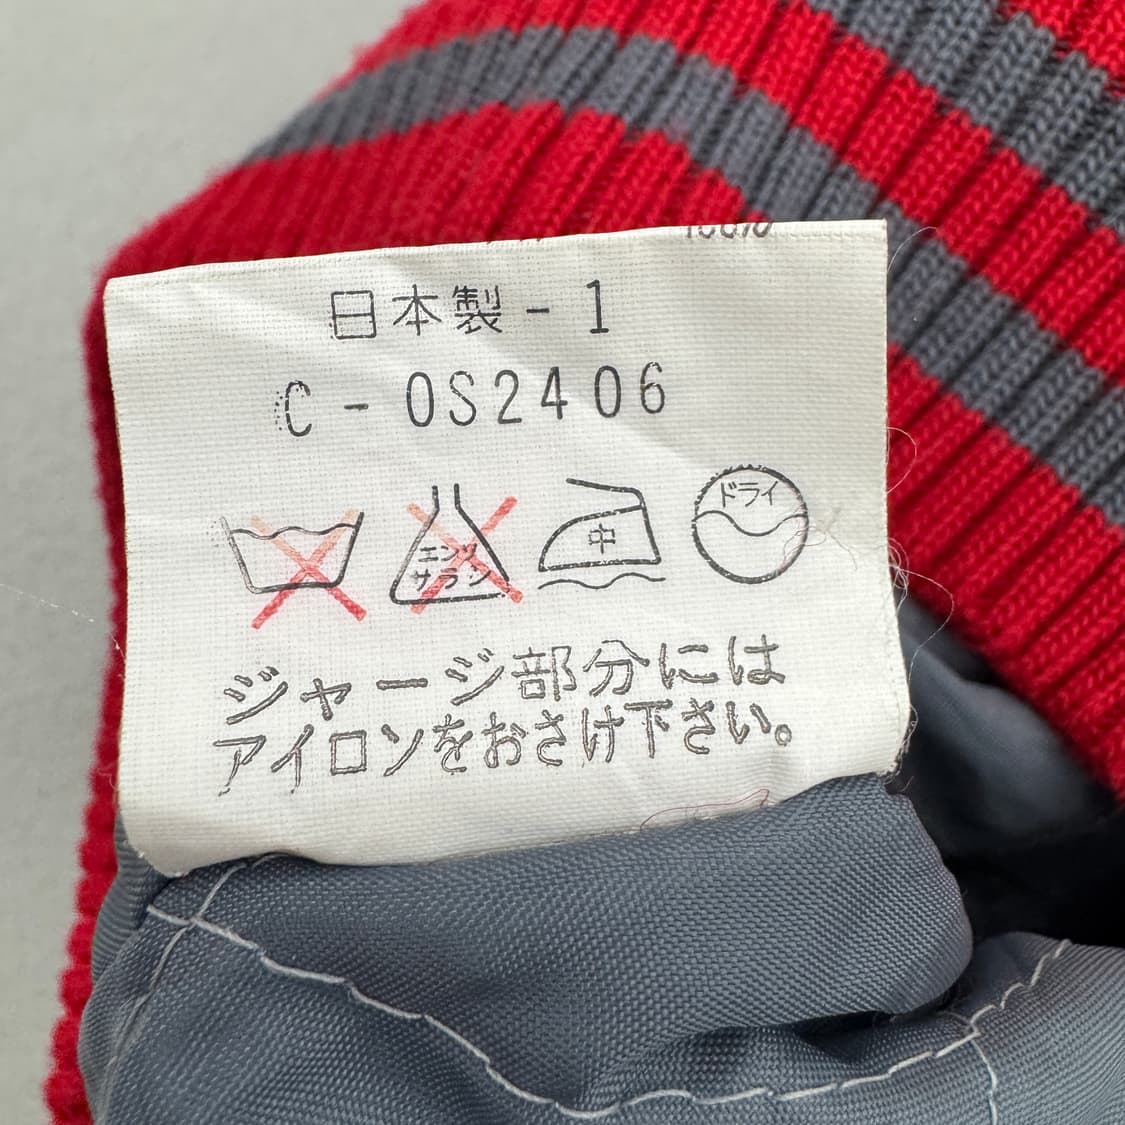 日本製-1
C-OS2406
エンソ
サラシ
中
ドライ
ジャージ部分には
アイロンをおさけ下さい。